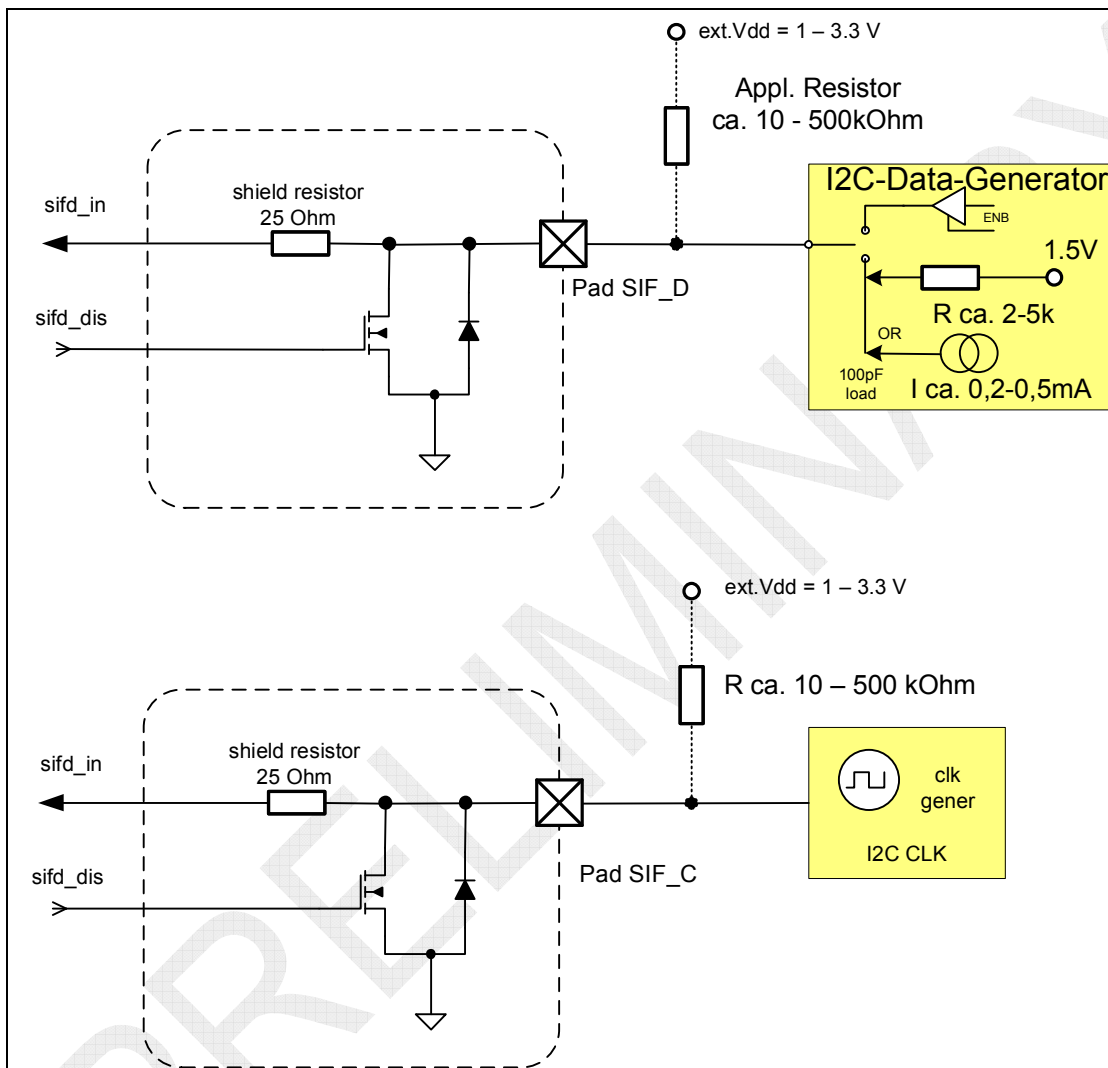 ext.Vdd = 1 – 3.3 V
Appl. Resistor
ca. 10 - 500kOhm
shield resistor
25 Ohm
sifd_in
sifd_dis
Pad SIF_D
I2C-Data-Generator
ENB
1.5V
R ca. 2-5k
OR
100pF
load
I ca. 0,2-0,5mA
ext.Vdd = 1 – 3.3 V
R ca. 10 – 500 kOhm
shield resistor
25 Ohm
sifd_in
sifd_dis
Pad SIF_C
clk
gener
I2C CLK
PRELIMINARY